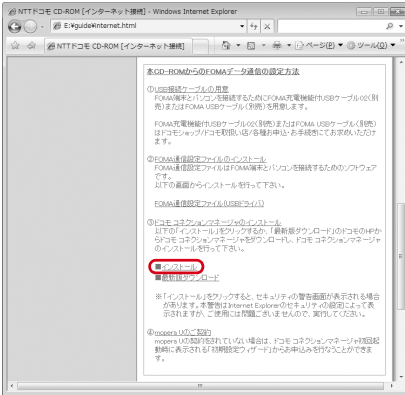 NTTドコモ CD-ROM [インターネット接続] - Windows Internet Explorer
E:¥guide¥internet.html
NTTドコモ CD-ROM [インターネット接続]
ページ(P) ツール(O)
本CD-ROMからのFOMAデータ通信の設定方法
①USB接続ケーブルの用意
FOMA端末とパソコンを接続するためにFOMA充電機能付USBケーブル02(別
売)またはFOMA USBケーブル(別売)を用意します。
FOMA充電機能付USBケーブル02(別売)またはFOMA USBケーブル(別売)
はドコモショップ/ドコモ取扱い店/各種お申込・お手続きにてお求めいただけ
ます。
②FOMA通信設定ファイルのインストール
FOMA通信設定ファイルはFOMA端末とパソコンを接続するためのソフトウェア
です。
以下の画面からインストールを行って下さい。
FOMA通信設定ファイル(USBドライバ)
③ドコモ コネクションマネージャのインストール
以下の「インストール」をクリックするか、「最新版ダウンロード」のドコモのHPか
らドコモ コネクションマネージャをダウンロードし、ドコモ コネクションマネージャ
のインストールを行って下さい。
■インストール
■最新版ダウンロード
※「インストール」をクリックすると、セキュリティの警告画面が表示される場合
があります。本警告はInternet Explorerのセキュリティの設定によって表
示されますが、ご使用には問題ございませんので、実行してください。
④mopera Uのご契約
mopera Uの契約をされていない場合は、ドコモ コネクションマネージャ初回起
動時に表示される「初期設定ウィザード」からお申込みを行なうことができま
す。